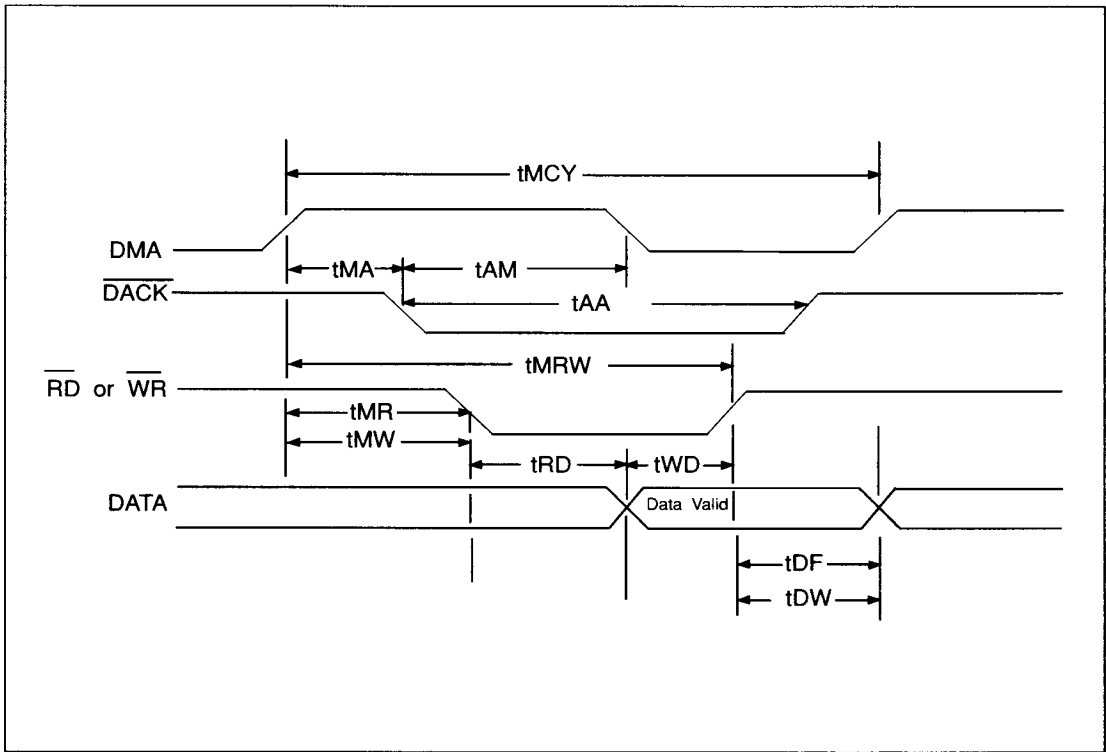 tMCY
DMA
tMA tAM
DACK
tAA
tMRW
RD or WR
tMR
tMW
tRD tWD
DATA Data Valid
tDF
tDW